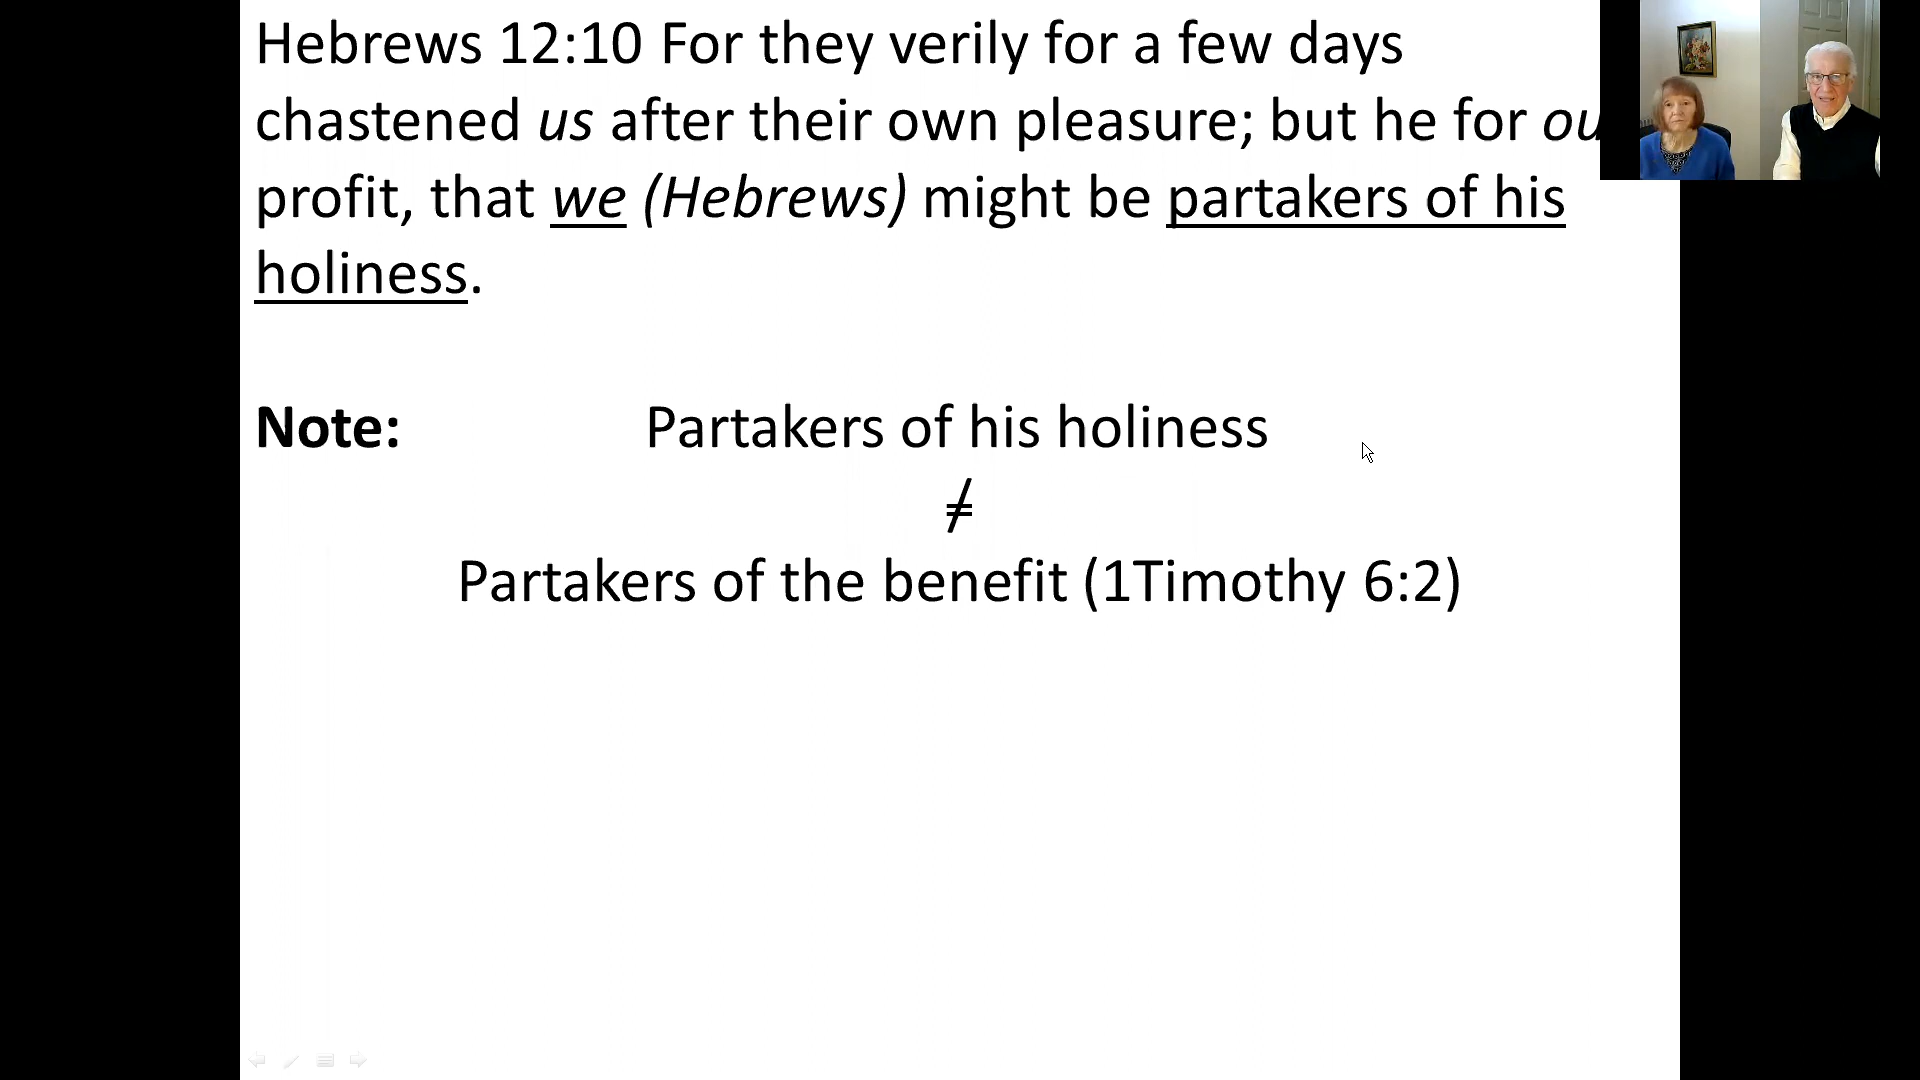 Hebrews 12:10 For they verily for a few days
chastened us after their own pleasure; but he for
profit, that we (Hebrews) might be partakers of his
holiness.
Note: Partakers of his holiness
≠
Partakers of the benefit (1Timothy 6:2)